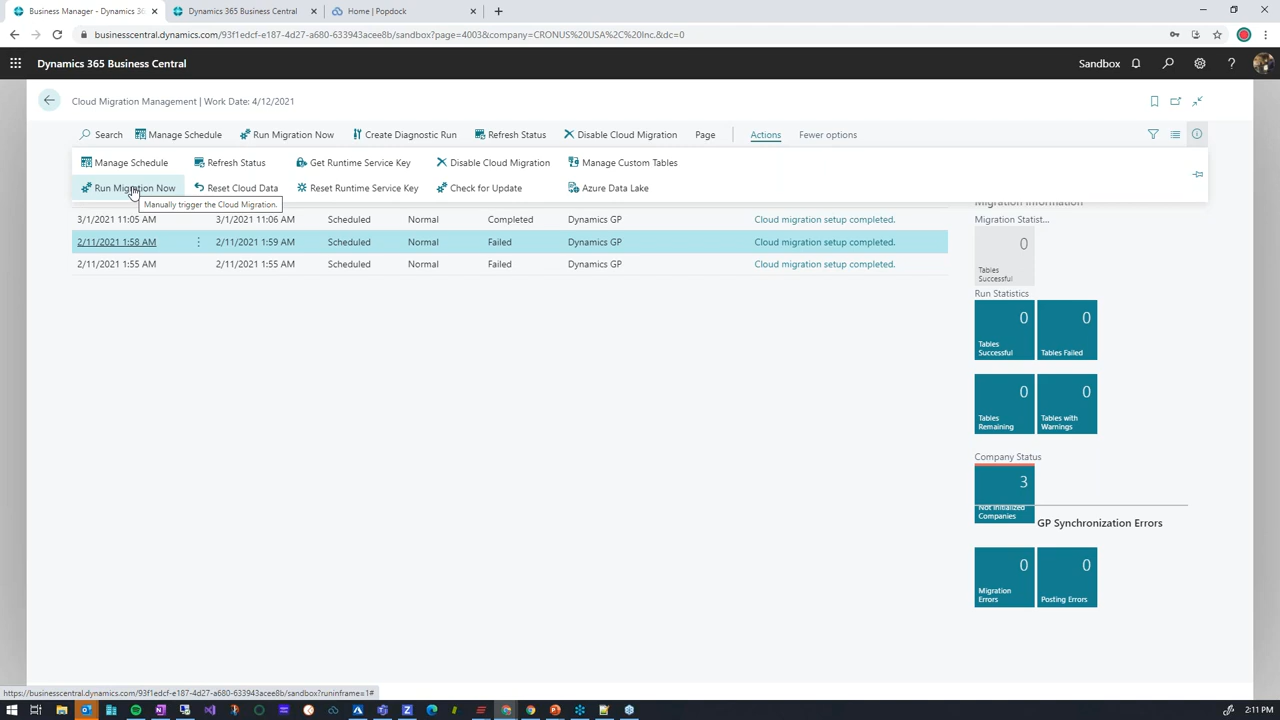 Business Manager - Dynamics 365
Dynamics 365 Business Central
Home | Popdock
businesscentral.dynamics.com/93f1edcf-e187-4d27-a680-633943aec8eb/sandbox?page=4003&company=CRONUS%20USA%2C%20Inc.&dc=0
Dynamics 365 Business Central
Sandbox
Cloud Migration Management | Work Date: 4/12/2021
Search Manage Schedule Run Migration Now Create Diagnostic Run Refresh Status Disable Cloud Migration Page Actions Fewer options
Manage Schedule Refresh Status Get Runtime Service Key Disable Cloud Migration Manage Custom Tables
Run Migration Now Reset Cloud Data Reset Runtime Service Key Check for Update Azure Data Lake
Manually trigger the Cloud Migration.
3/1/2021 11:05 AM 3/1/2021 11:06 AM Scheduled Normal Completed Dynamics GP Cloud migration setup completed.
2/11/2021 1:58 AM 2/11/2021 1:59 AM Scheduled Normal Failed Dynamics GP Cloud migration setup completed.
2/11/2021 1:55 AM 2/11/2021 1:55 AM Scheduled Normal Failed Dynamics GP Cloud migration setup completed.
Migration Information
Migration Statist...
0
Tables
Successful
Run Statistics
0 0
Tables
Successful
Tables Failed
0 0
Tables
Remaining
Tables with
Warnings
Company Status
3
Not Initialized
Companies
GP Synchronization Errors
0 0
Migration
Errors
Posting Errors
https://businesscentral.dynamics.com/93f1edcf-e187-4d27-a680-633943aec8eb/sandbox?runinframe=1#
2:11 PM